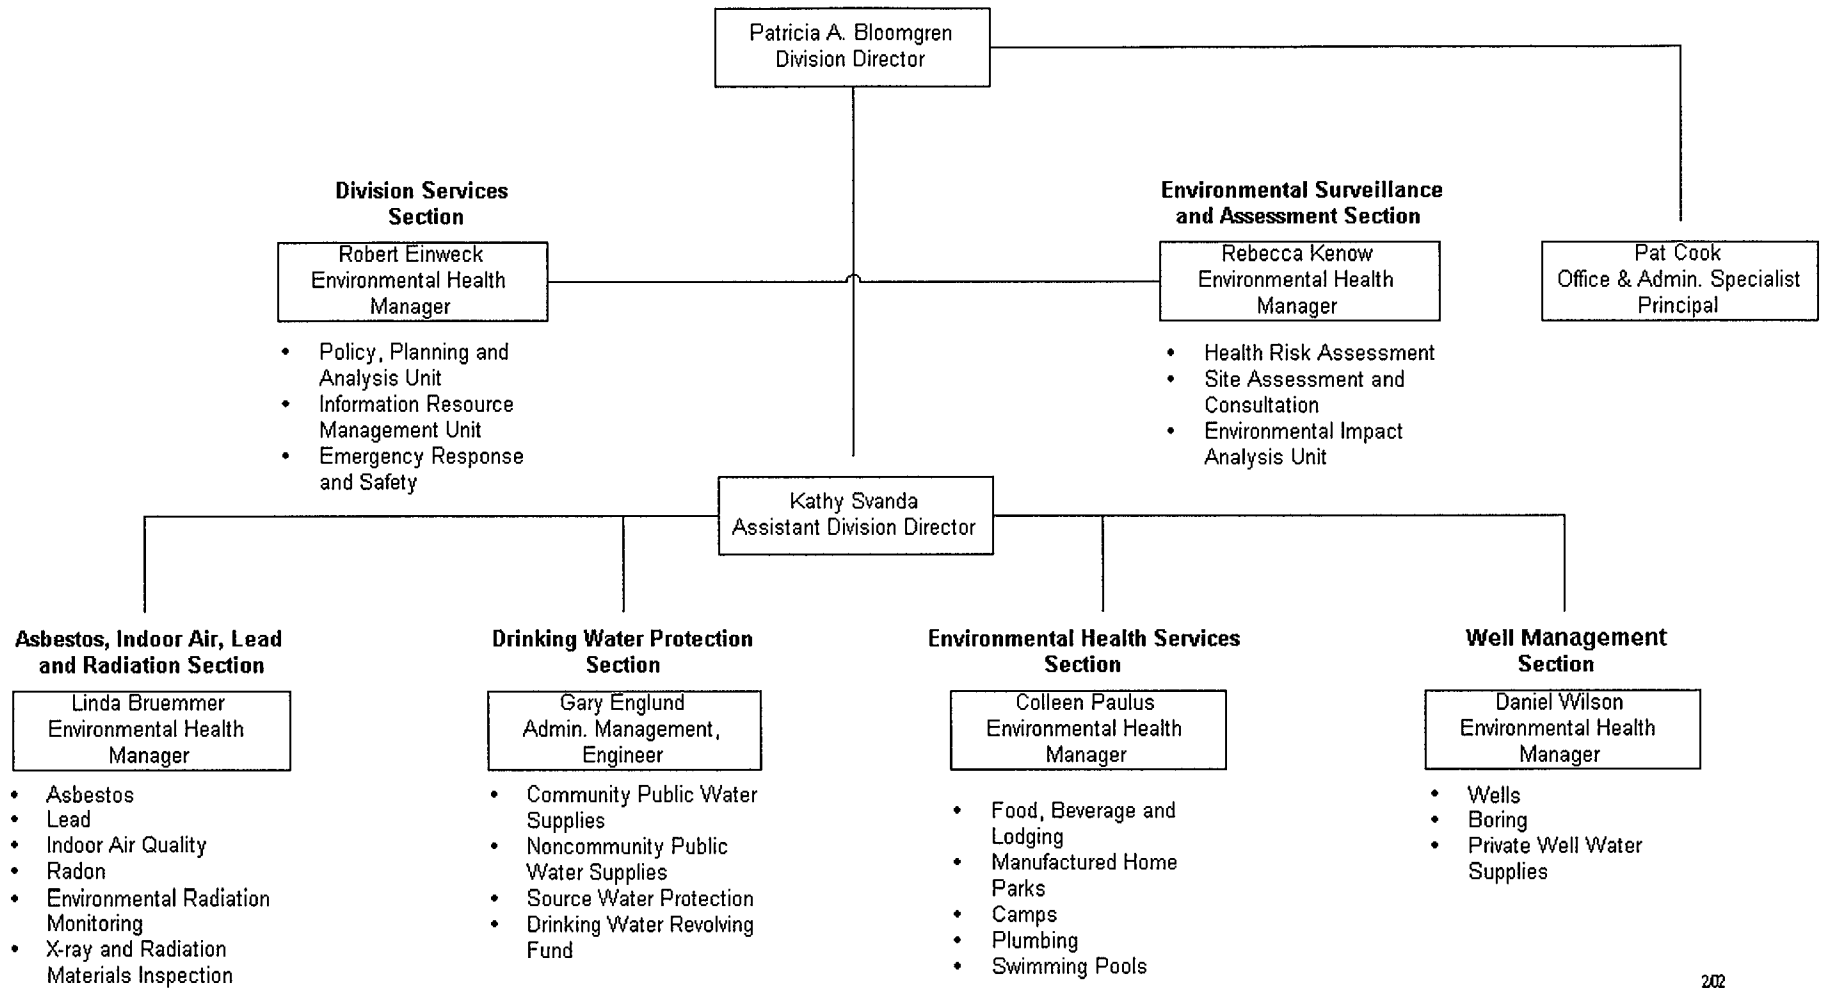 Patricia A. Bloomgren
Division Director
Division Services
Section
Robert Einweck
Environmental Health
Manager
• Policy, Planning and
Analysis Unit
• Information Resource
Management Unit
• Emergency Response
and Safety
Environmental Surveillance
and Assessment Section
Rebecca Kenow
Environmental Health
Manager
• Health Risk Assessment
• Site Assessment and
Consultation
• Environmental Impact
Analysis Unit
Pat Cook
Office & Admin. Specialist
Principal
Kathy Svanda
Assistant Division Director
Asbestos, Indoor Air, Lead
and Radiation Section
Linda Bruemmer
Environmental Health
Manager
• Asbestos
• Lead
• Indoor Air Quality
• Radon
• Environmental Radiation
Monitoring
• X-ray and Radiation
Materials Inspection
Drinking Water Protection
Section
Gary Englund
Admin. Management,
Engineer
• Community Public Water
Supplies
• Noncommunity Public
Water Supplies
• Source Water Protection
• Drinking Water Revolving
Fund
Environmental Health Services
Section
Colleen Paulus
Environmental Health
Manager
• Food, Beverage and
Lodging
• Manufactured Home
Parks
• Camps
• Plumbing
• Swimming Pools
Well Management
Section
Daniel Wilson
Environmental Health
Manager
• Wells
• Boring
• Private Well Water
Supplies
2/02